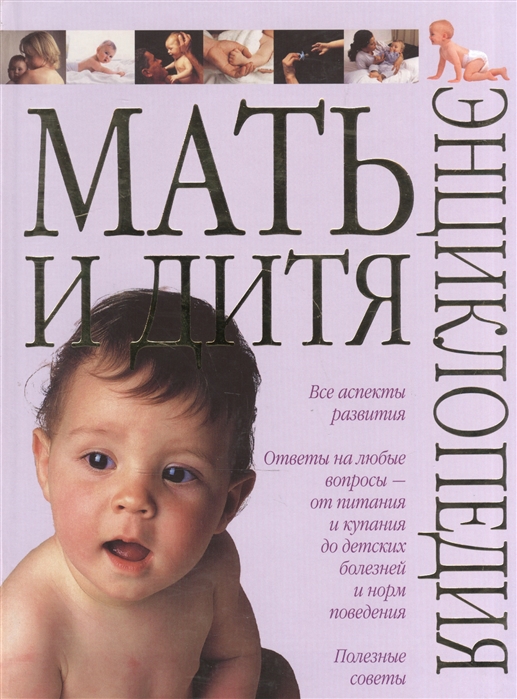 МАТЬ
И ДИТЯ
ЭНЦИКЛОПЕДИЯ
Все аспекты
развития
Ответы на любые
вопросы —
от питания
и купания
до детских
болезней
и норм
поведения
Полезные
советы